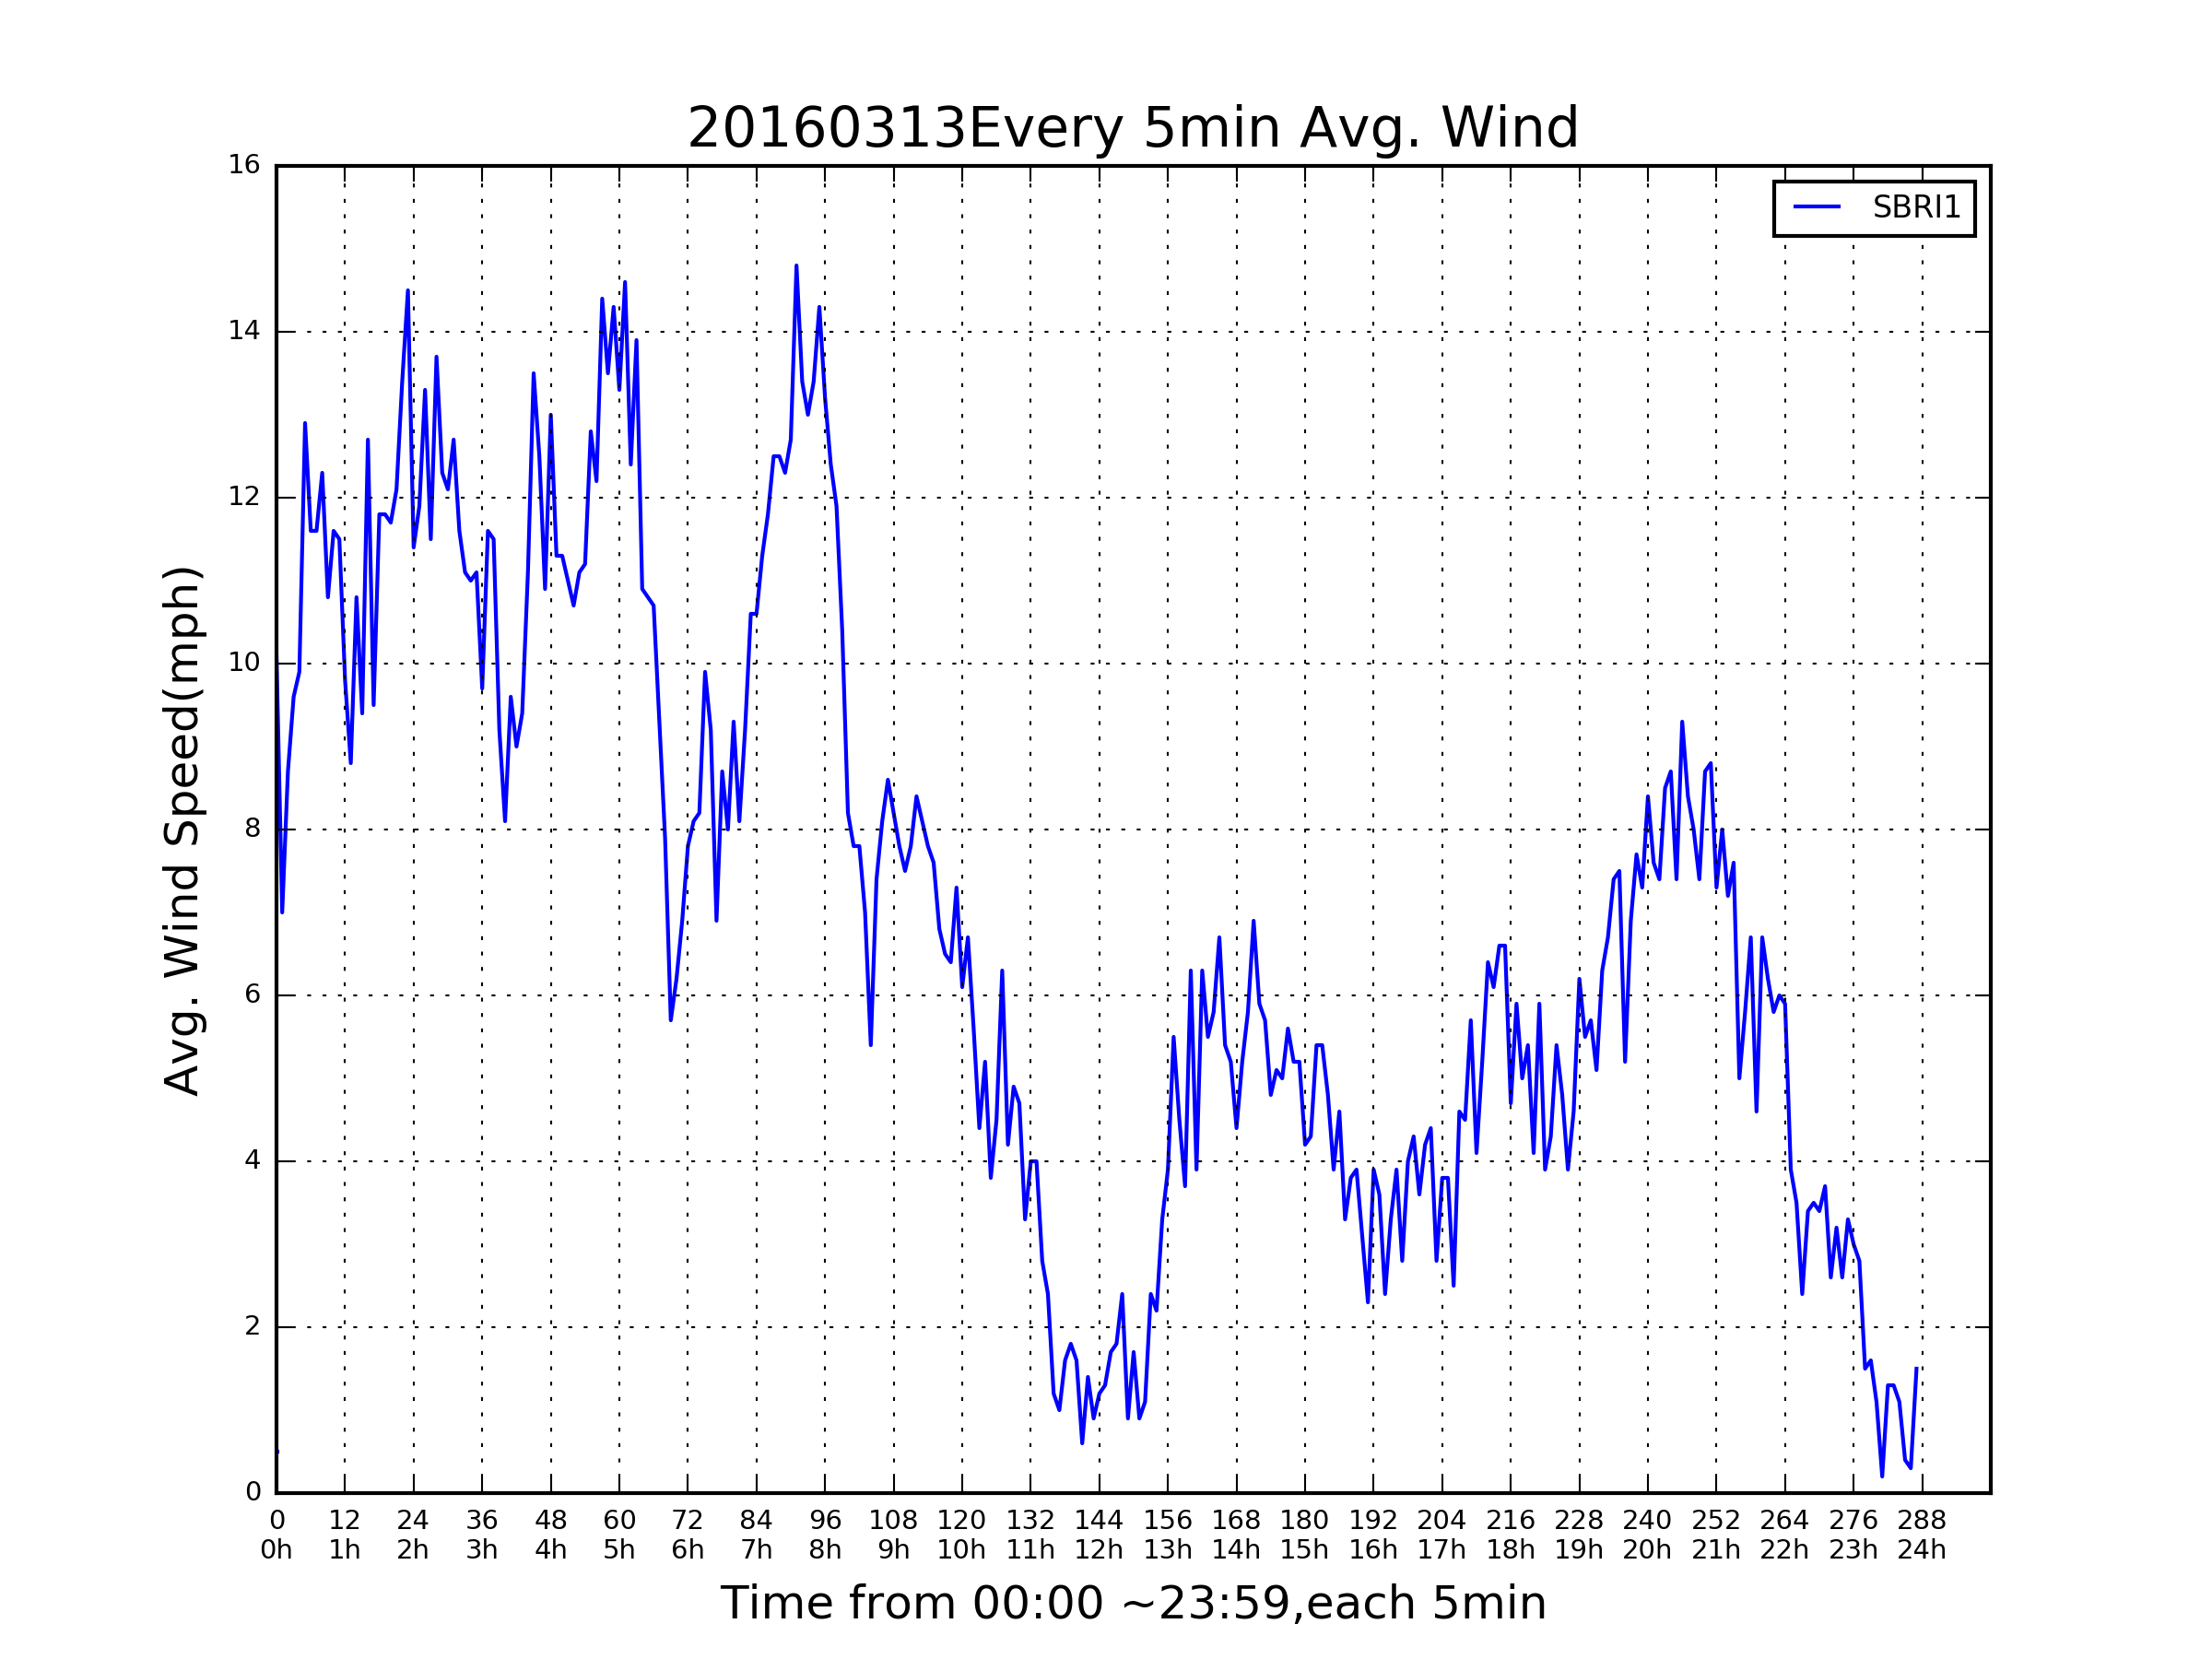 20160313Every 5min Avg. Wind
SBRI1
Avg. Wind Speed(mph)
16
14
12
10
8
6
4
2
0
0 12 24 36 48 60 72 84 96 108 120 132 144 156 168 180 192 204 216 228 240 252 264 276 288
0h 1h 2h 3h 4h 5h 6h 7h 8h 9h 10h 11h 12h 13h 14h 15h 16h 17h 18h 19h 20h 21h 22h 23h 24h
Time from 00:00 ~23:59,each 5min